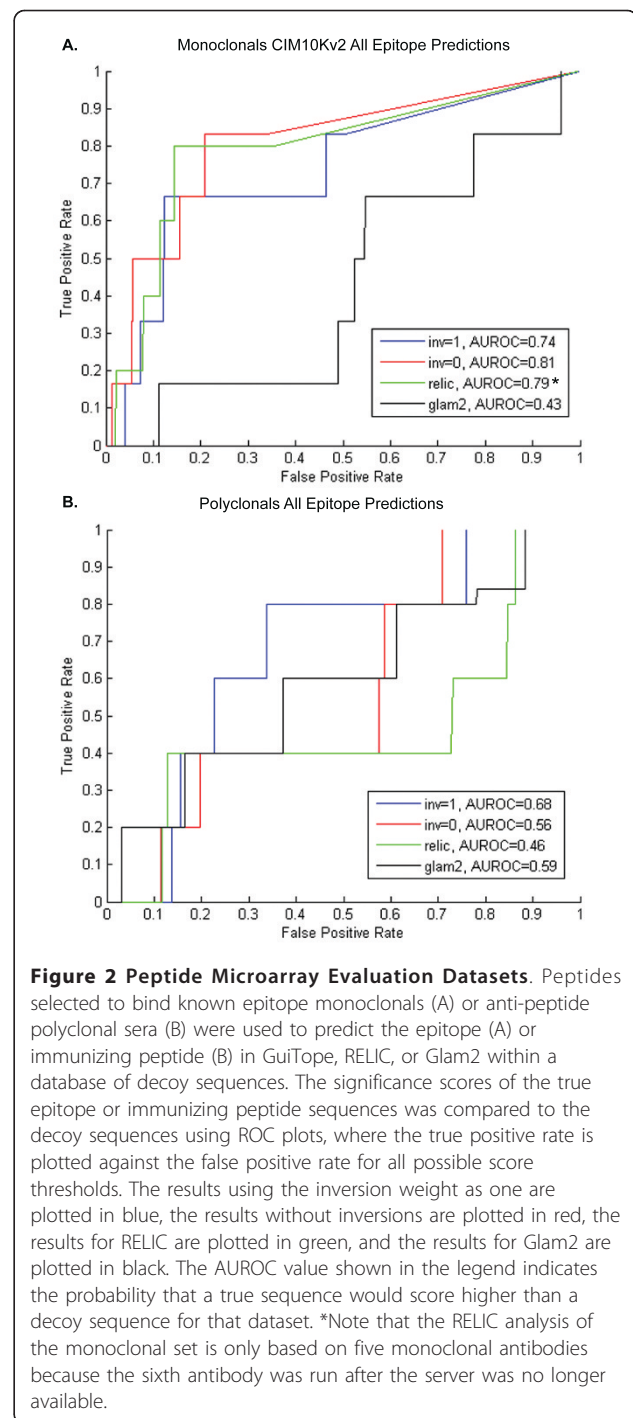 A. Monoclonals CIM10Kv2 All Epitope Predictions
1
0.9
0.8
0.7
0.6
0.5
0.4
0.3
0.2
0.1
0
True Positive Rate
inv=1, AUROC=0.74
inv=0, AUROC=0.81
relic, AUROC=0.79*
glam2, AUROC=0.43
0 0.1 0.2 0.3 0.4 0.5 0.6 0.7 0.8 0.9 1
False Positive Rate
B. Polyclonals All Epitope Predictions
1
0.9
0.8
0.7
0.6
0.5
0.4
0.3
0.2
0.1
0
True Positive Rate
inv=1, AUROC=0.68
inv=0, AUROC=0.56
relic, AUROC=0.46
glam2, AUROC=0.59
0 0.1 0.2 0.3 0.4 0.5 0.6 0.7 0.8 0.9 1
False Positive Rate
Figure 2 Peptide Microarray Evaluation Datasets. Peptides
selected to bind known epitope monoclonals (A) or anti-peptide
polyclonal sera (B) were used to predict the epitope (A) or
immunizing peptide (B) in GuiTope, RELIC, or Glam2 within a
database of decoy sequences. The significance scores of the true
epitope or immunizing peptide sequences was compared to the
decoy sequences using ROC plots, where the true positive rate is
plotted against the false positive rate for all possible score
thresholds. The results using the inversion weight as one are
plotted in blue, the results without inversions are plotted in red, the
results for RELIC are plotted in green, and the results for Glam2 are
plotted in black. The AUROC value shown in the legend indicates
the probability that a true sequence would score higher than a
decoy sequence for that dataset. *Note that the RELIC analysis of
the monoclonal set is only based on five monoclonal antibodies
because the sixth antibody was run after the server was no longer
available.